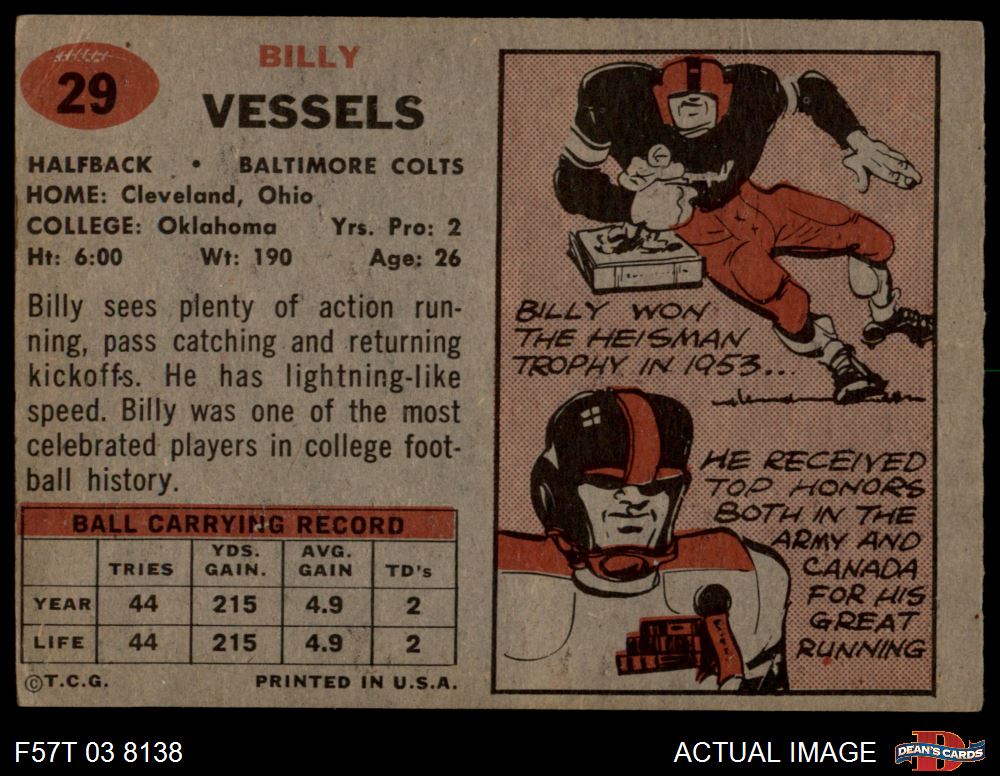 29
BILLY
VESSELS
HALFBACK • BALTIMORE COLTS
HOME: Cleveland, Ohio
COLLEGE: Oklahoma Yrs. Pro: 2
Ht: 6:00 Wt: 190 Age: 26
Billy sees plenty of action run-
ning, pass catching and returning
kickoffs. He has lightning-like
speed. Billy was one of the most
celebrated players in college foot-
ball history.
BALL CARRYING RECORD
TRIES YDS. GAIN. AVG. GAIN TD's
YEAR 44 215 4.9 2
LIFE 44 215 4.9 2
©T.C.G. PRINTED IN U.S.A.
BILLY WON
THE HEISMAN
TROPHY IN 1953...
HE RECEIVED
TOP HONORS
BOTH IN THE
ARMY AND
CANADA
FOR HIS
GREAT
RUNNING
F57T 03 8138
ACTUAL IMAGE
DEAN'S CARDS